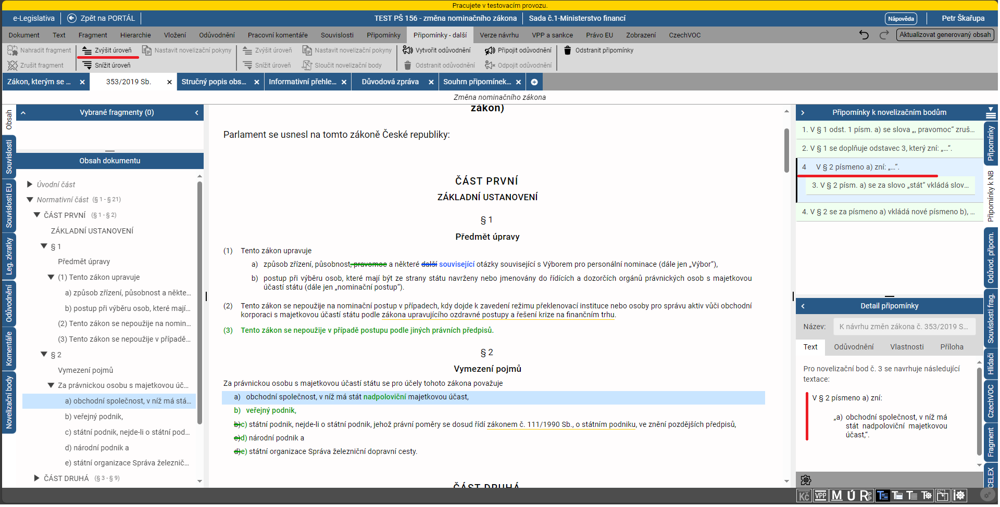 Pracujete v testovacím provozu.
e-Legislativa
Zpět na PORTÁL
TEST PŠ 156 - změna nominačního zákona
Sada č.1-Ministerstvo financí
Nápověda
Petr Škařupa
Dokument Text Fragment Hierarchie Vložení Odůvodnění Pracovní komentáře Souvislosti Připomínky Připomínky - další Verze návrhu VPP a sankce Právo EU Zobrazení CzechVOC
Aktualizovat generovaný obsah
Nahradit fragment Zvýšit úroveň Nastavit novelizační pokyny Zvýšit úroveň Nastavit novelizační pokyny Vytvořit odůvodnění Připojit odůvodnění Odstranit připomínky
Zrušit fragment Snížit úroveň Snížit úroveň Sloučit novelizační body Odstranit odůvodnění Odpojit odůvodnění
Zákon, kterým se ...
353/2019 Sb.
Stručný popis obs...
Informativní přehle...
Důvodová zpráva
Souhrn připomínek...
Změna nominačního zákona
Obsah
Souvislosti
Souvislosti EU
Leg. zkratky
Odůvodnění
Komentáře
Novelizační body
Vybrané fragmenty (0)
Obsah dokumentu
Úvodní část
Normativní část (§ 1 - § 21)
ČÁST PRVNÍ (§ 1 - § 2)
ZÁKLADNÍ USTANOVENÍ
§ 1
Předmět úpravy
(1) Tento zákon upravuje
a) způsob zřízení, působnost a někte...
b) postup při výběru osob, které mají...
(2) Tento zákon se nepoužije na nomin...
(3) Tento zákon se nepoužije v případě...
§ 2
Vymezení pojmů
Za právnickou osobu s majetkovou úč...
a) obchodní společnost, v níž má stá...
b) veřejný podnik,
c) státní podnik, nejde-li o státní pod...
d) národní podnik a
e) státní organizace Správa železnič...
ČÁST DRUHÁ (§ 3 - § 9)
zákon)
Parlament se usnesl na tomto zákoně České republiky:
ČÁST PRVNÍ
ZÁKLADNÍ USTANOVENÍ
§ 1
Předmět úpravy
(1) Tento zákon upravuje
a) způsob zřízení, působnost, pravomoc a některé další související otázky související s Výborem pro personální nominace (dále jen „Výbor“),
b) postup při výběru osob, které mají být ze strany státu navrženy nebo jmenovány do řídících a dozorčích orgánů právnických osob s majetkovou
účastí státu (dále jen „nominační postup“).
(2) Tento zákon se nepoužije na nominační postup v případech, kdy dojde k zavedení režimu překlenovací instituce nebo osoby pro správu aktiv vůči obchodní
korporaci s majetkovou účastí státu podle zákona upravujícího ozdravné postupy a řešení krize na finančním trhu.
(3) Tento zákon se nepoužije v případě postupu podle jiných právních předpisů.
§ 2
Vymezení pojmů
Za právnickou osobu s majetkovou účastí státu se pro účely tohoto zákona považuje
a) obchodní společnost, v níž má stát nadpoloviční majetkovou účast,
b) veřejný podnik,
b)c) státní podnik, nejde-li o státní podnik, jehož právní poměry se dosud řídí zákonem č. 111/1990 Sb., o státním podniku, ve znění pozdějších předpisů,
c)d) národní podnik a
d)e) státní organizace Správa železniční dopravní cesty.
ČÁST DRUHÁ
Připomínky k novelizačním bodům
1. V § 1 odst. 1 písm. a) se slova „, pravomoc“ zruš...
2. V § 1 se doplňuje odstavec 3, který zní: „...“.
4 V § 2 písmeno a) zní: „...“.
3. V § 2 písm. a) se za slovo „stát“ vkládá slov...
4. V § 2 se za písmeno a) vkládá nové písmeno b), ...
Detail připomínky
Název: K návrhu změn zákona č. 353/2019 S...
Text Odůvodnění Vlastnosti Příloha
Pro novelizační bod č. 3 se navrhuje následující
textace:
V § 2 písmeno a) zní:
„a) obchodní společnost, v níž má
stát nadpoloviční majetkovou
účast,“.
Připomínky
Připomínky k NB
Odůvod. připom.
Souvislosti frag.
Hlídači
CzechVOC
Fragment
CELEX
Kč VPP M Ú R